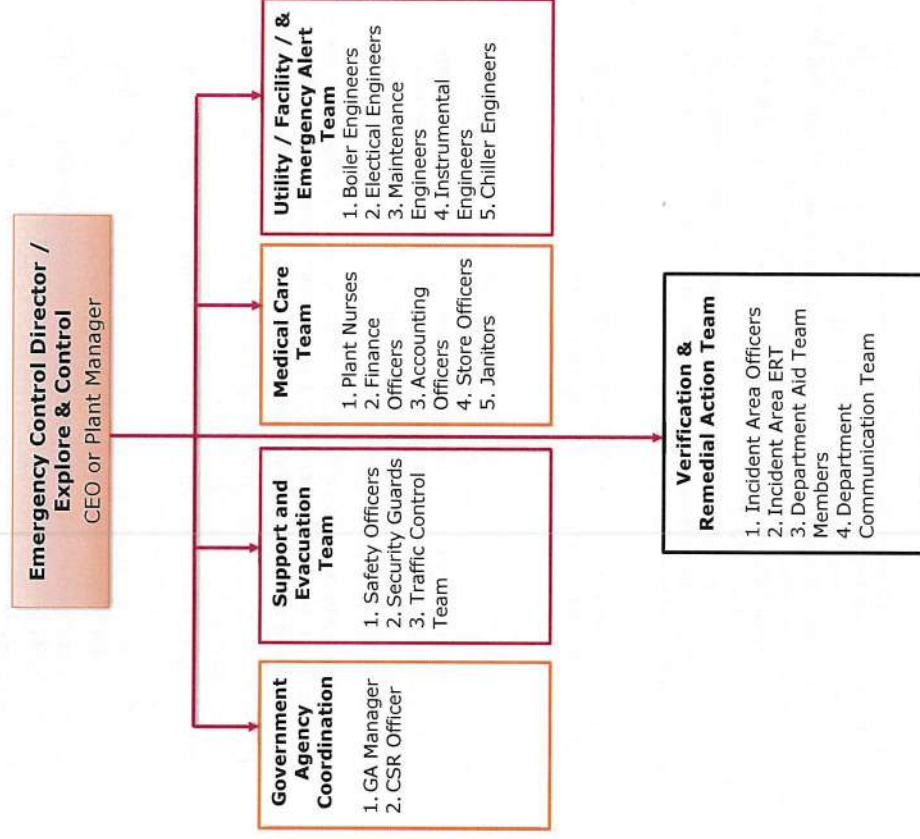 Emergency Control Director /
Explore & Control
CEO or Plant Manager
Government
Agency
Coordination
1. GA Manager
2. CSR Officer
Support and
Evacuation
Team
1. Safety Officers
2. Security Guards
3. Traffic Control
Team
Medical Care
Team
1. Plant Nurses
2. Finance
Officers
3. Accounting
Officers
4. Store Officers
5. Janitors
Utility / Facility / &
Emergency Alert
Team
1. Boiler Engineers
2. Electical Engineers
3. Maintenance
Engineers
4. Instrumental
Engineers
5. Chiller Engineers
Verification &
Remedial Action Team
1. Incident Area Officers
2. Incident Area ERT
3. Department Aid Team
Members
4. Department
Communication Team